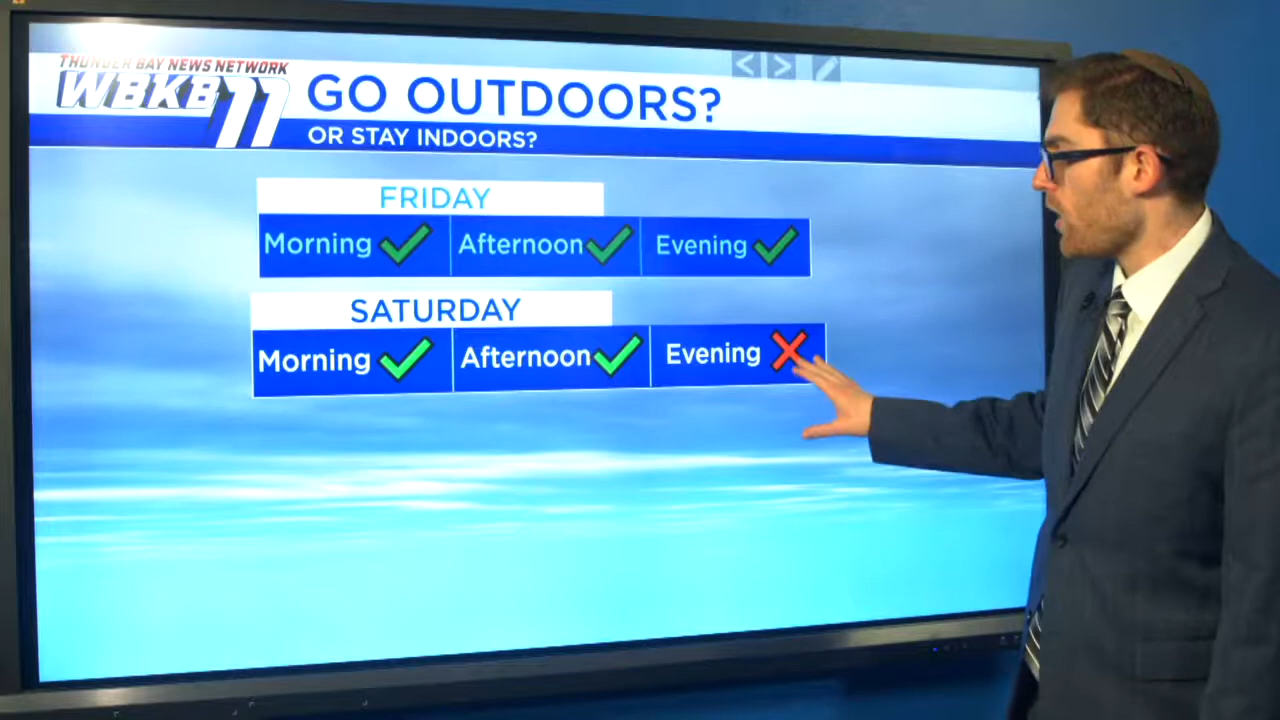 THUNDER BAY NEWS NETWORK
WBKB 11
GO OUTDOORS?
OR STAY INDOORS?
FRIDAY
Morning Afternoon Evening
SATURDAY
Morning Afternoon Evening